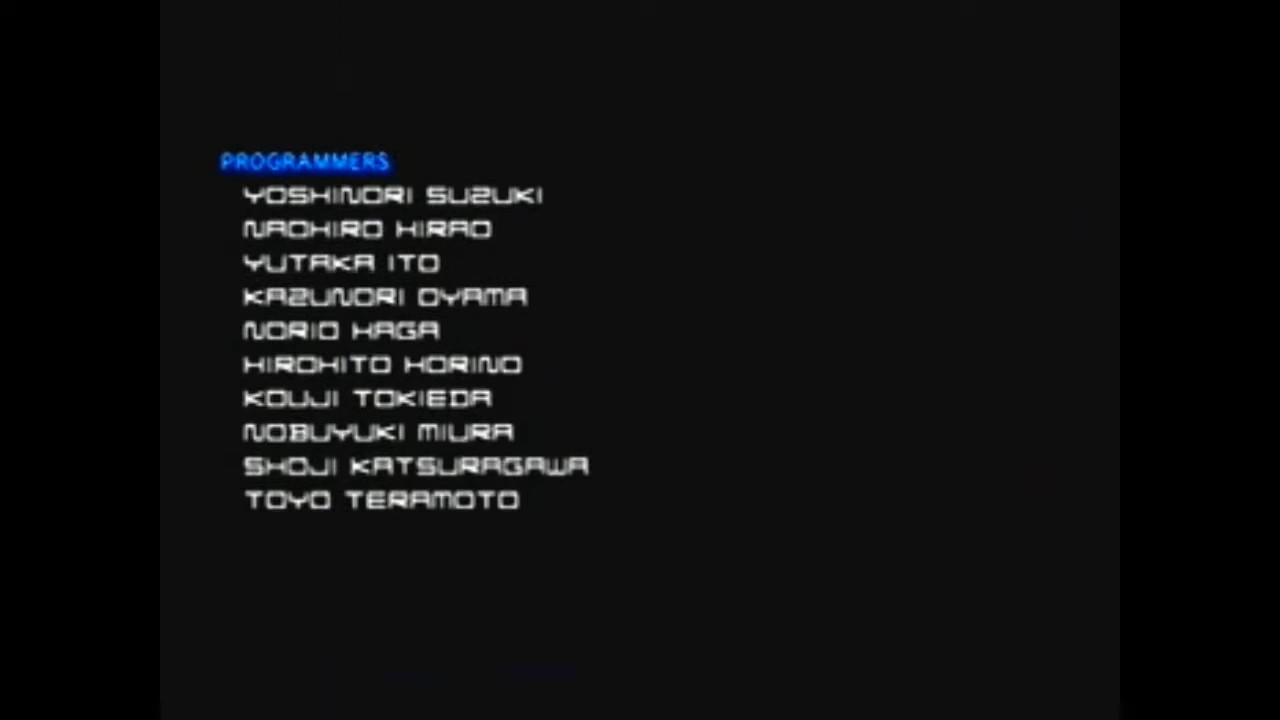 PROGRAMMERS
YOSHINORI SUZUKI
NAOHIRO HIRAO
YUTAKA ITO
KAZUNORI OYAMA
NORIO HAGA
HIROHITO HORINO
KOUJI TOKIEDA
NOBUYUKI MIURA
SHOJI KATSURAGAWA
TOYO TERAMOTO